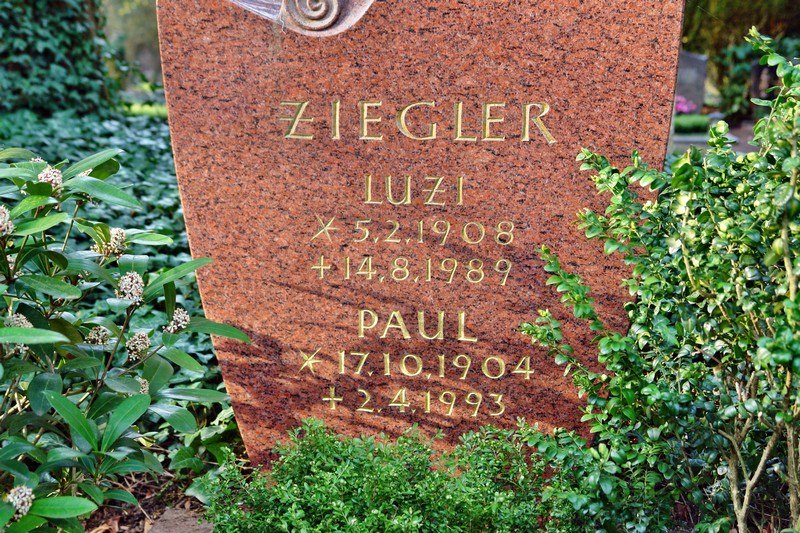 ZIEGLER
LUZI
* 5.2.1908
+ 14.8.1989
PAUL
* 17.10.1904
+ 2.4.1993